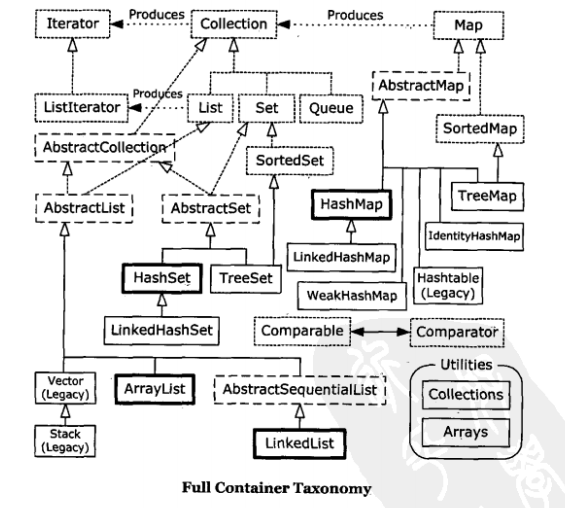 Iterator
Produces
Collection
Produces
Map
ListIterator
Produces
List
Set
Queue
AbstractMap
SortedMap
AbstractCollection
SortedSet
AbstractList
AbstractSet
HashMap
TreeMap
IdentityHashMap
LinkedHashMap
HashSet
TreeSet
WeakHashMap
Hashtable
(Legacy)
LinkedHashSet
Comparable
Comparator
Utilities
Vector
(Legacy)
ArrayList
AbstractSequentialList
Collections
Stack
(Legacy)
LinkedList
Arrays
Full Container Taxonomy